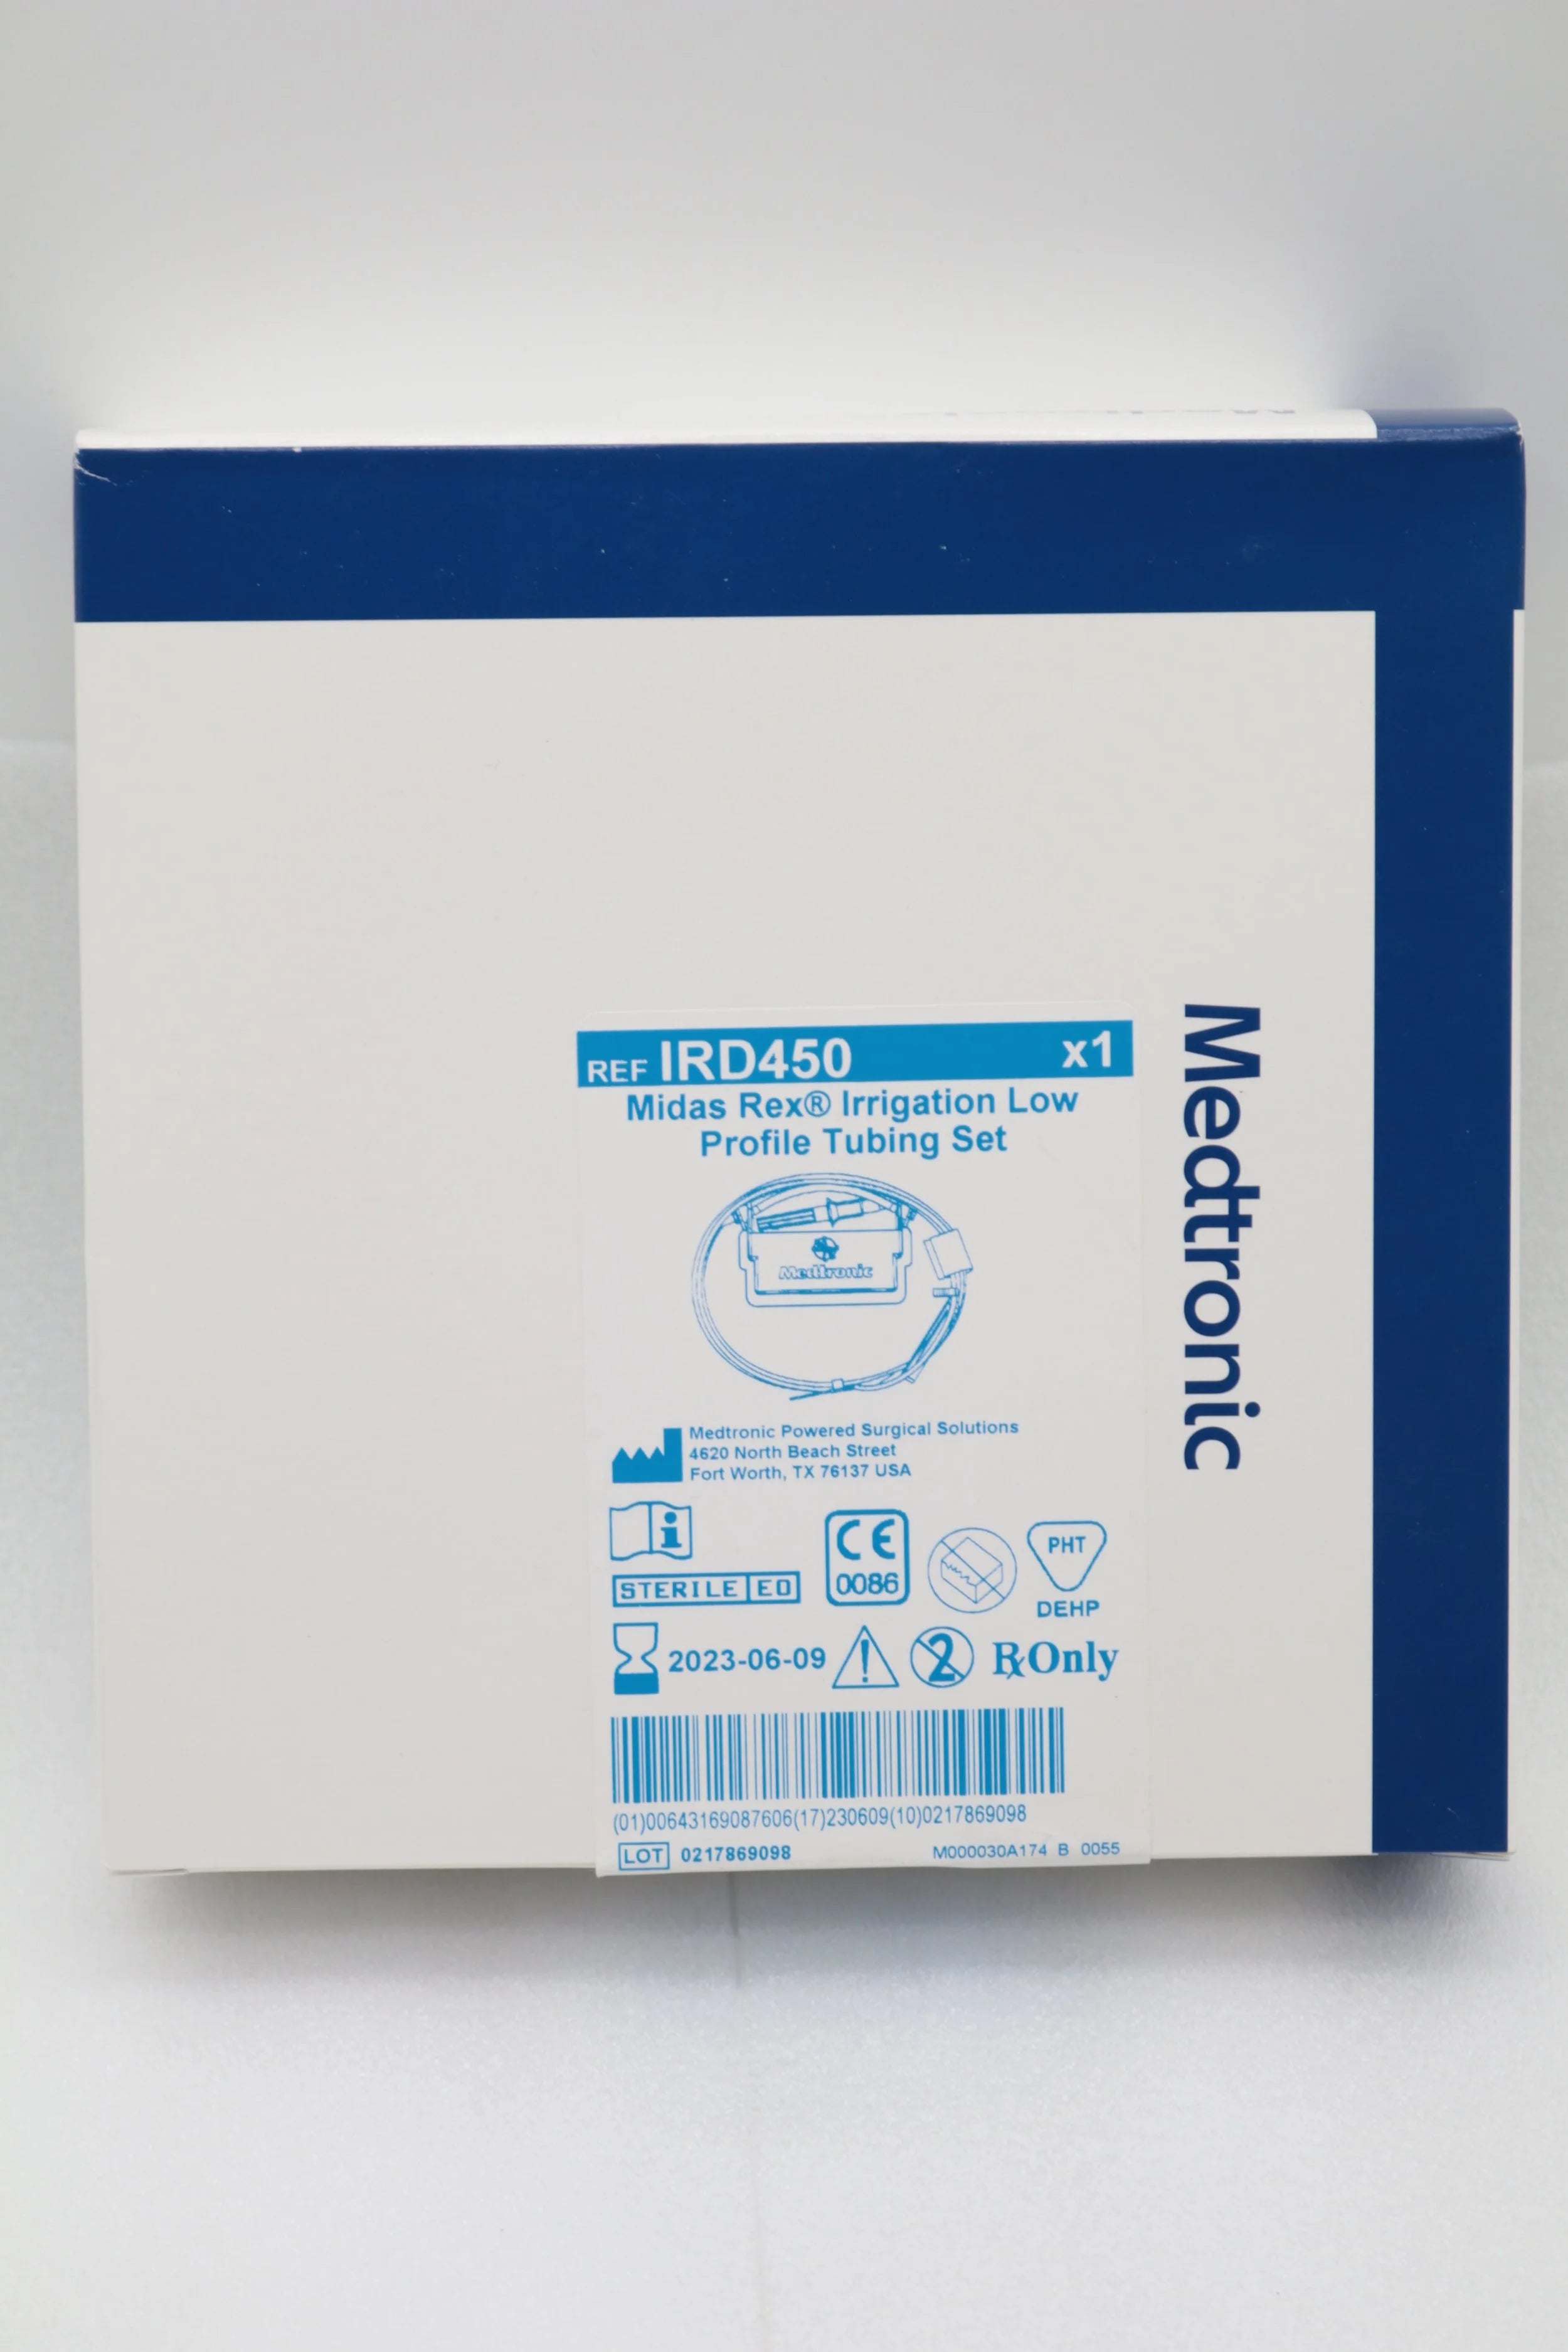 REF IRD450 x1
Midas Rex® Irrigation Low
Profile Tubing Set
Medtronic
Medtronic
Medtronic Powered Surgical Solutions
4620 North Beach Street
Fort Worth, TX 76137 USA
i
CE
0086
PHT
DEHP
STERILE EO
2023-06-09
!
2
RxOnly
(01)00643169087606(17)230609(10)0217869098
LOT 0217869098
M000030A174 B 0055